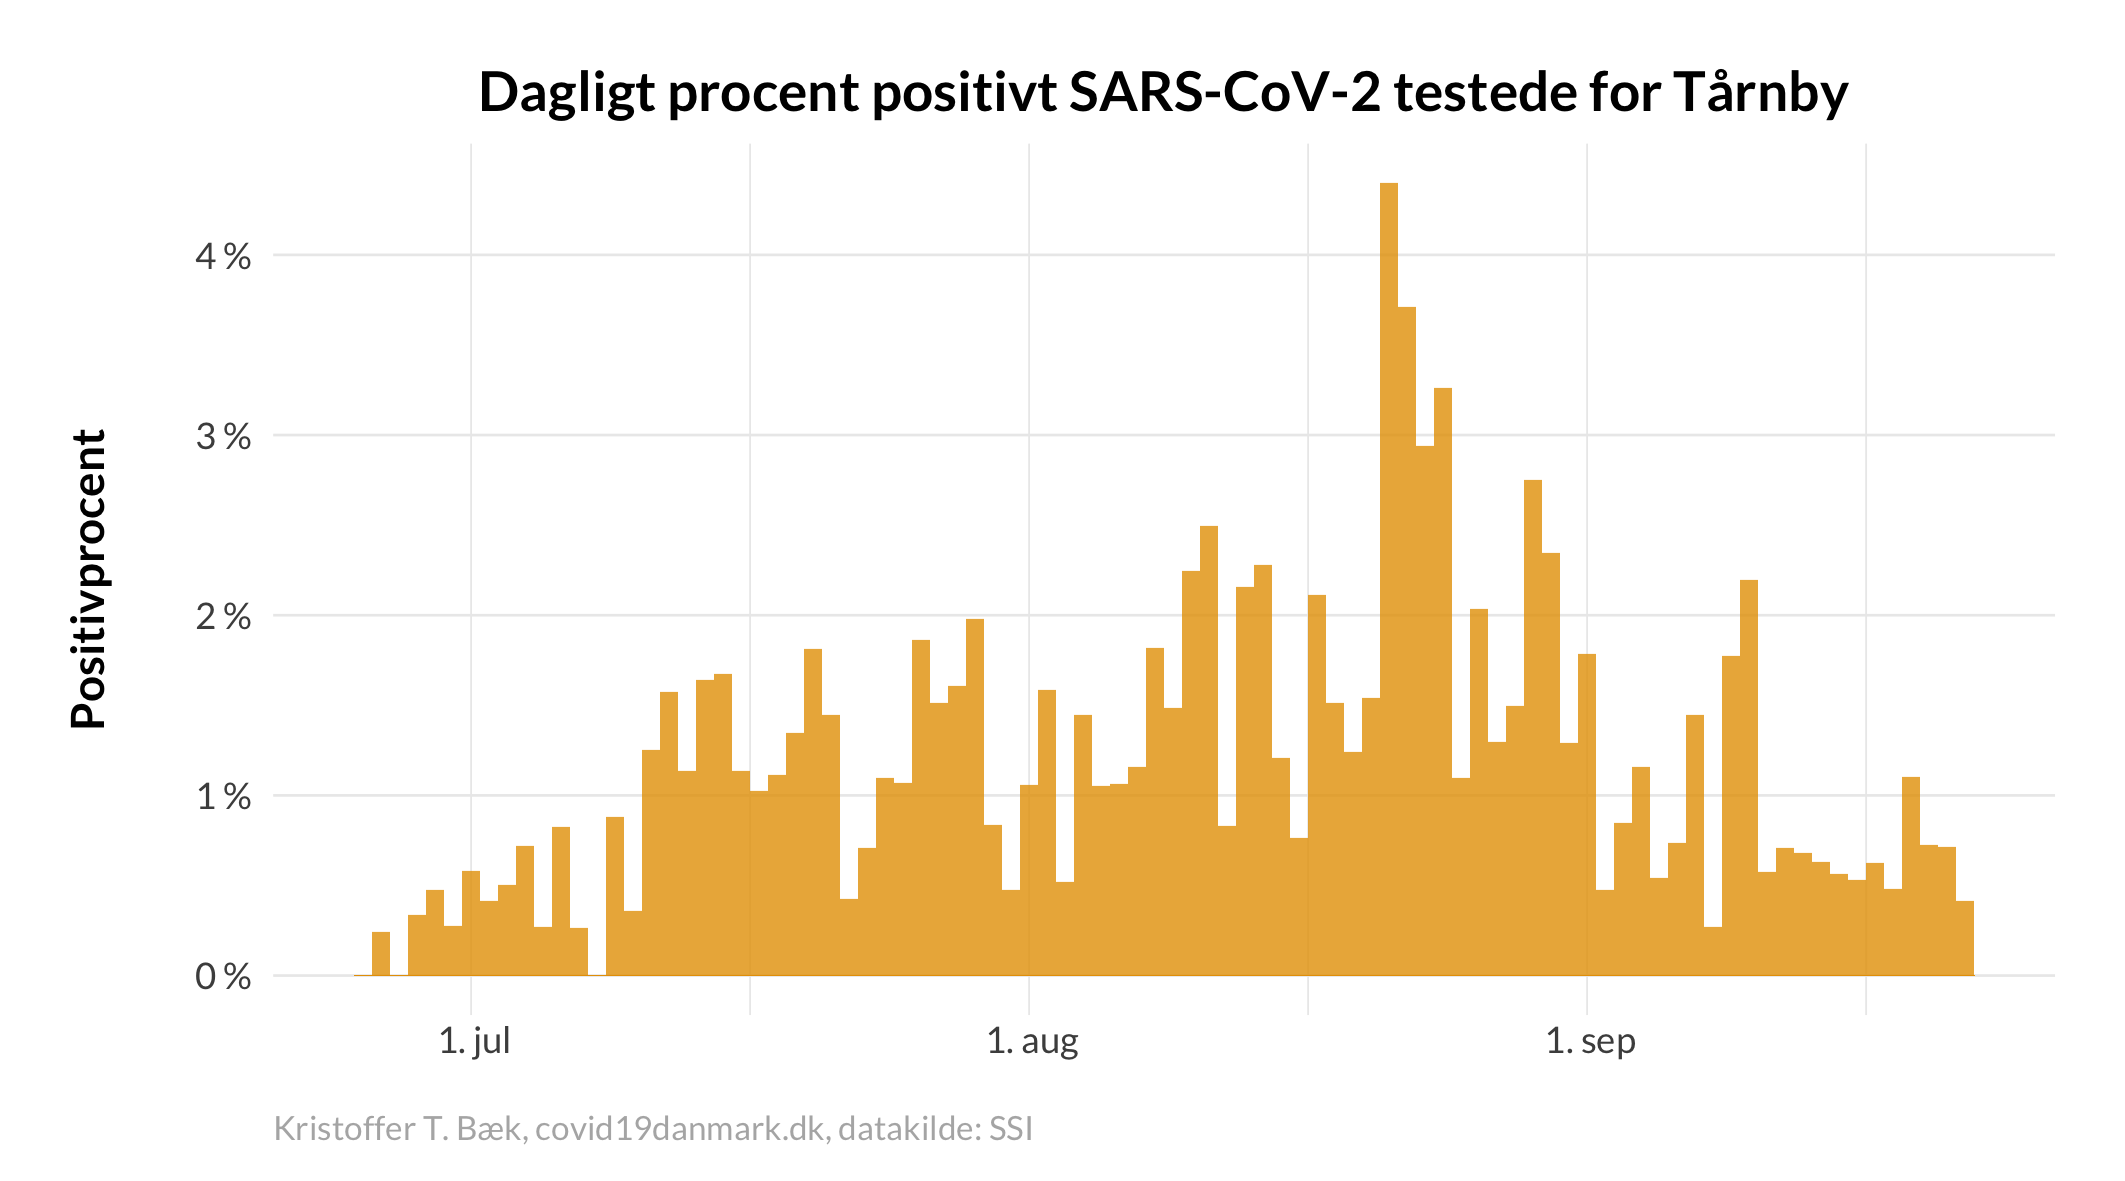 Dagligt procent positivt SARS-CoV-2 testede for Tårnby
Positivprocent
4 %
3 %
2 %
1 %
0 %
1. jul
1. aug
1. sep
Kristoffer T. Bæk, covid19danmark.dk, datakilde: SSI